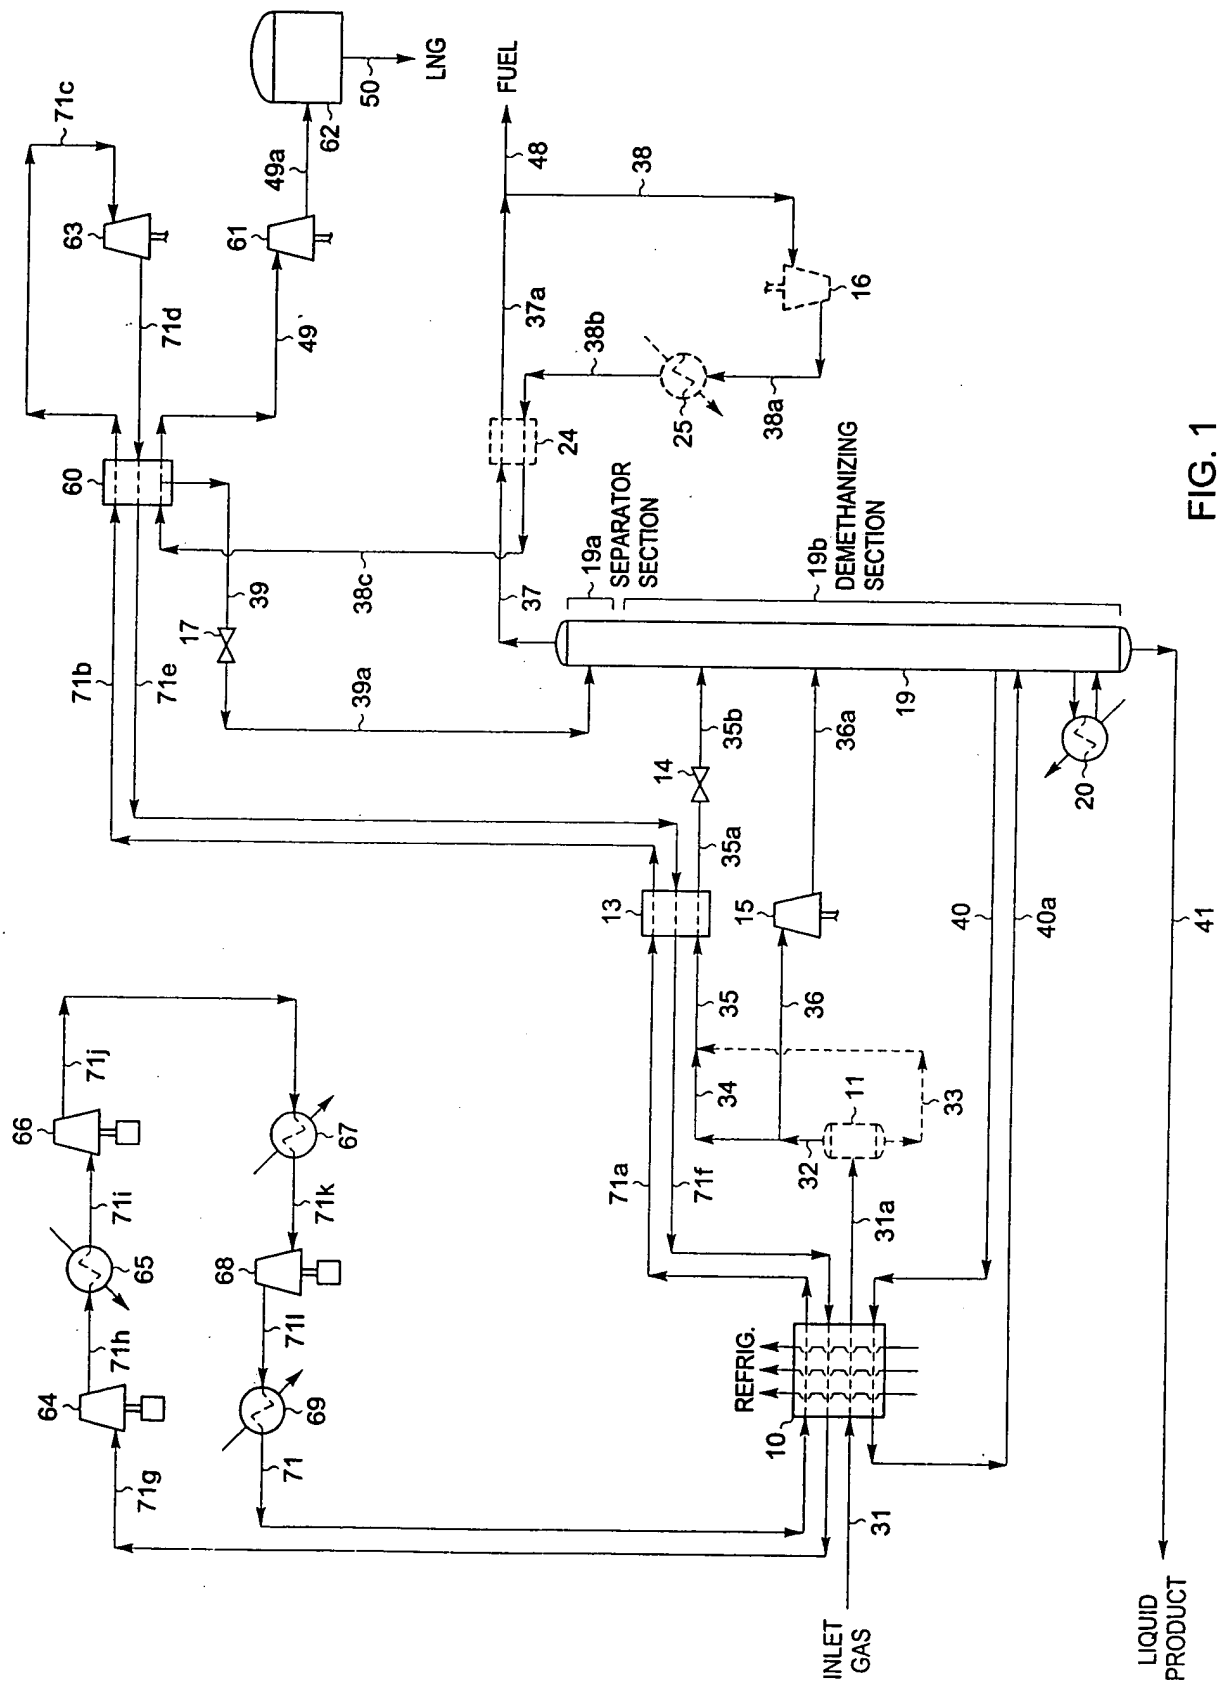 71c
63
71d
60
71b
71e
49
61
49a
62
50
LNG
39
17
39a
38c
FUEL
48
38
37a
37
24
38b
25
38a
16
19a
SEPARATOR
SECTION
19b
DEMETHANIZING
SECTION
19
20
35b
14
35a
36a
13
15
35
36
34
33
32
11
71a
71f
31a
40
40a
41
REFRIG.
10
31
INLET
GAS
LIQUID
PRODUCT
66
71j
71i
65
71h
64
71g
67
71k
68
71l
69
71
FIG. 1